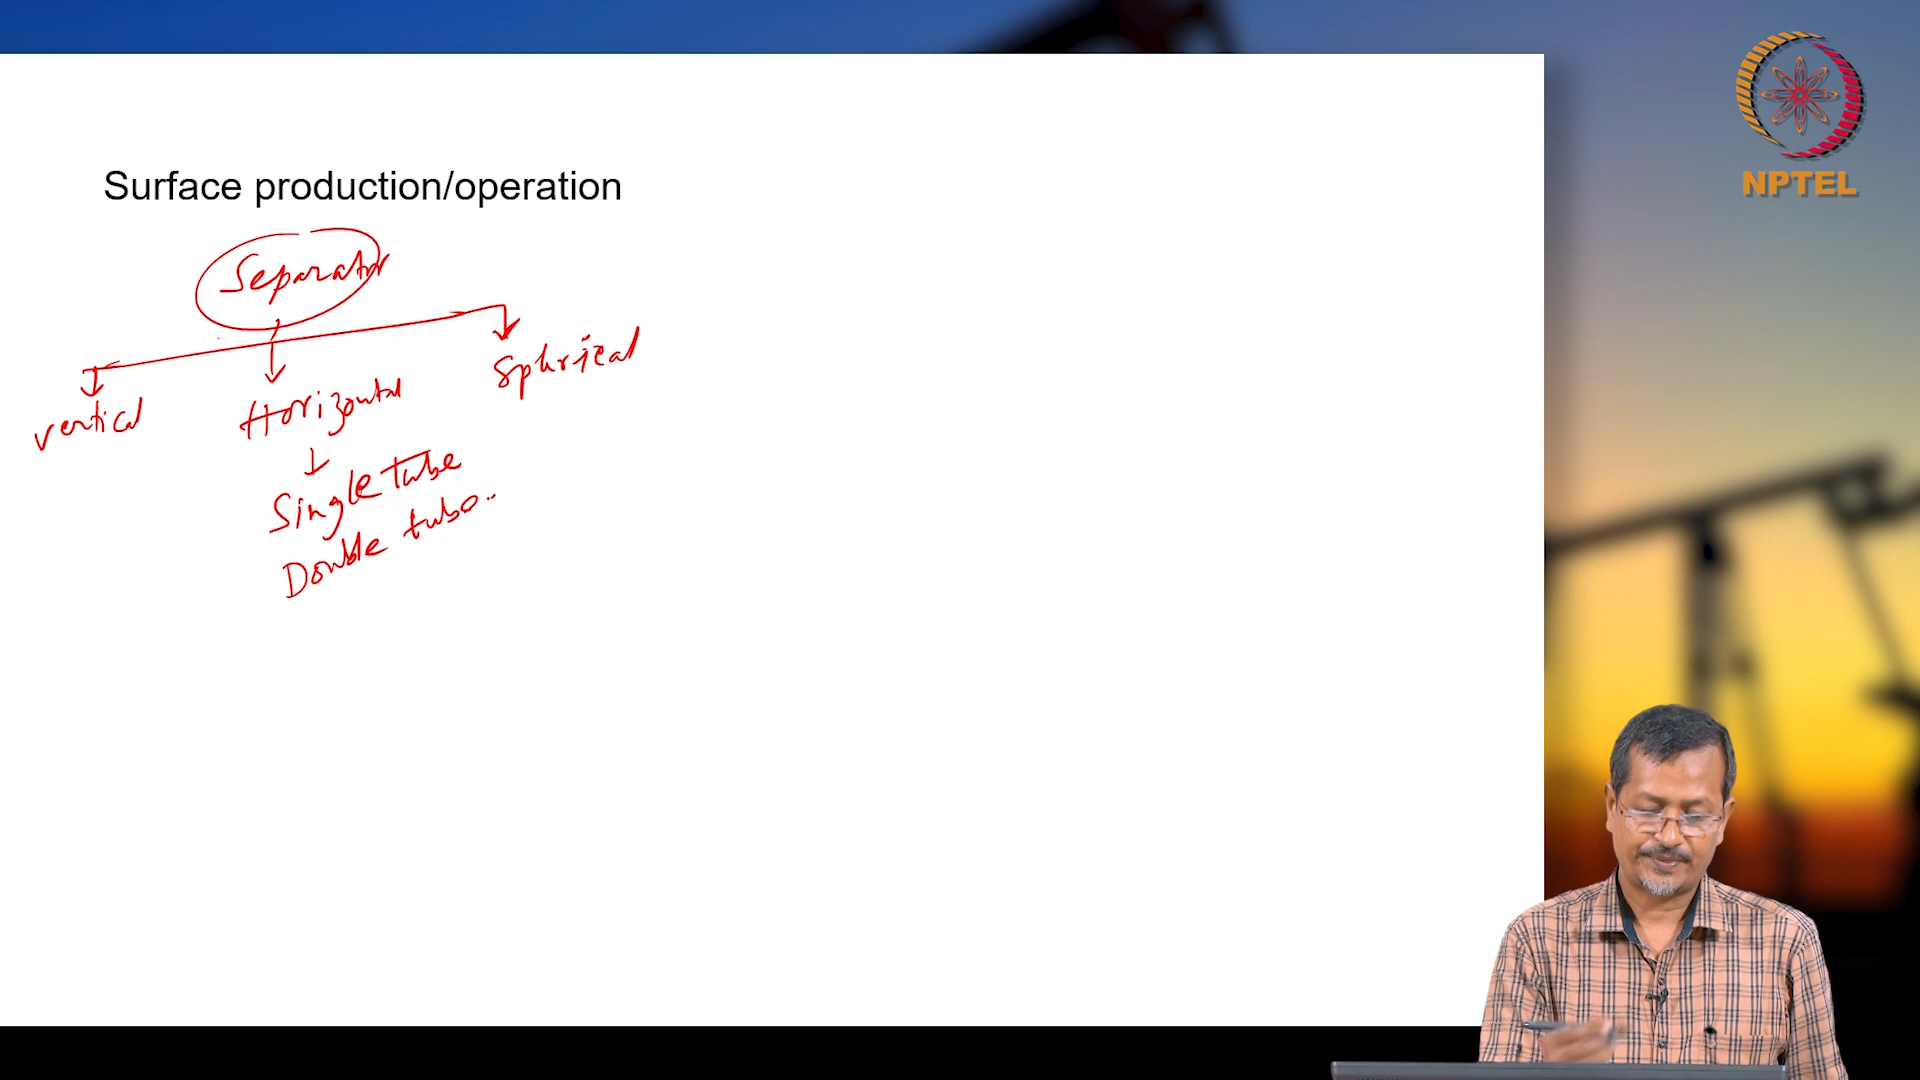 NPTEL
Surface production/operation
Separator
vertical
Horizontal
Spherical
Single tube
Double tube..